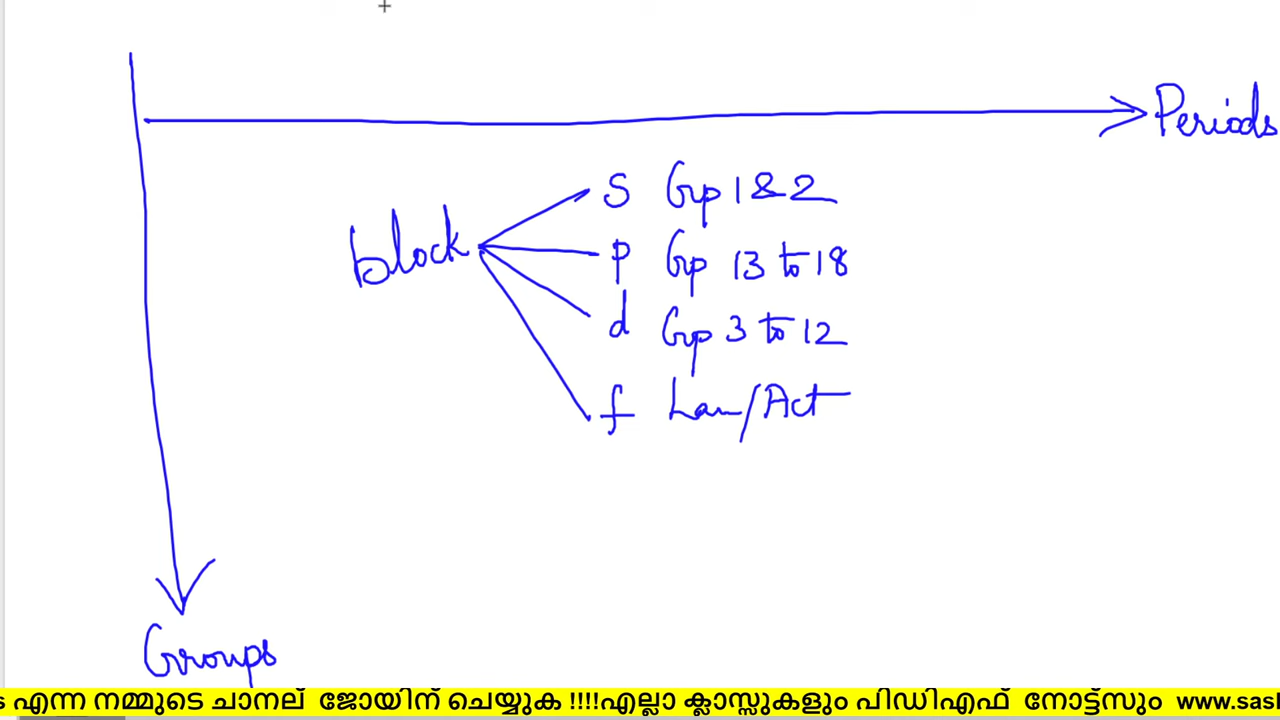 Periods
s Grp 1 & 2
block
p Grp 13 to 18
d Grp 3 to 12
f Lan/Act
Groups
എന്ന നമ്മുടെ ചാനല് ജോയിന് ചെയ്യുക !!!!എല്ലാ ക്ലാസ്സുകളും പിഡിഎഫ് നോട്ട്സും www.sas